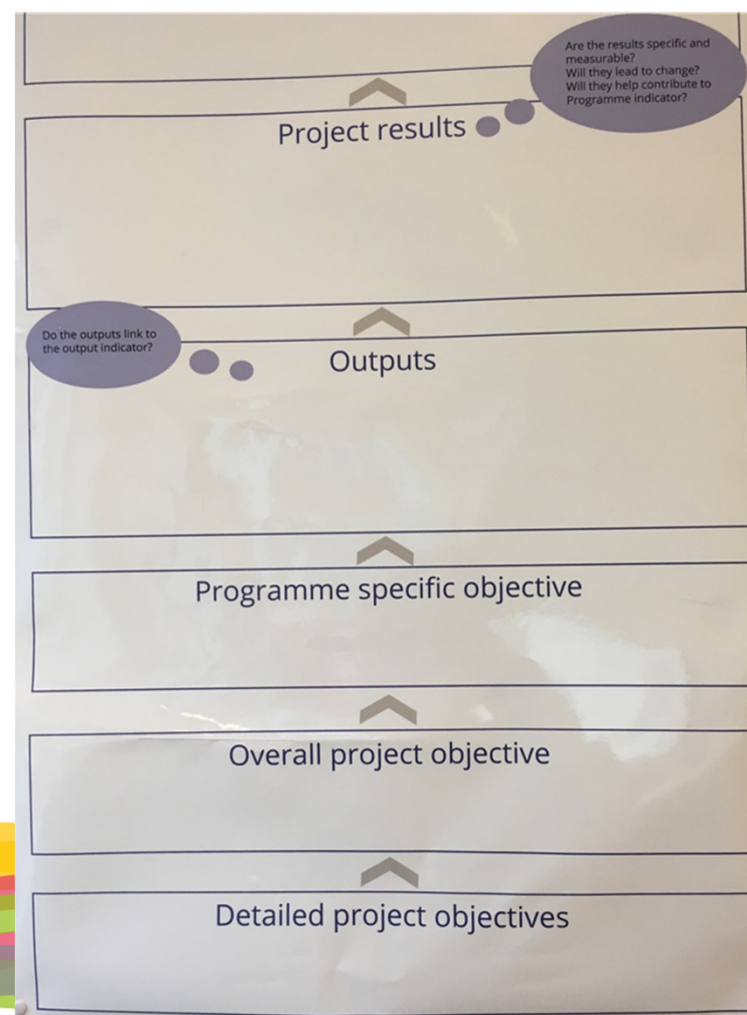 Are the results specific and
measurable?
Will they lead to change?
Will they help contribute to
Programme indicator?
Project results
Do the outputs link to
the output indicator?
Outputs
Programme specific objective
Overall project objective
Detailed project objectives